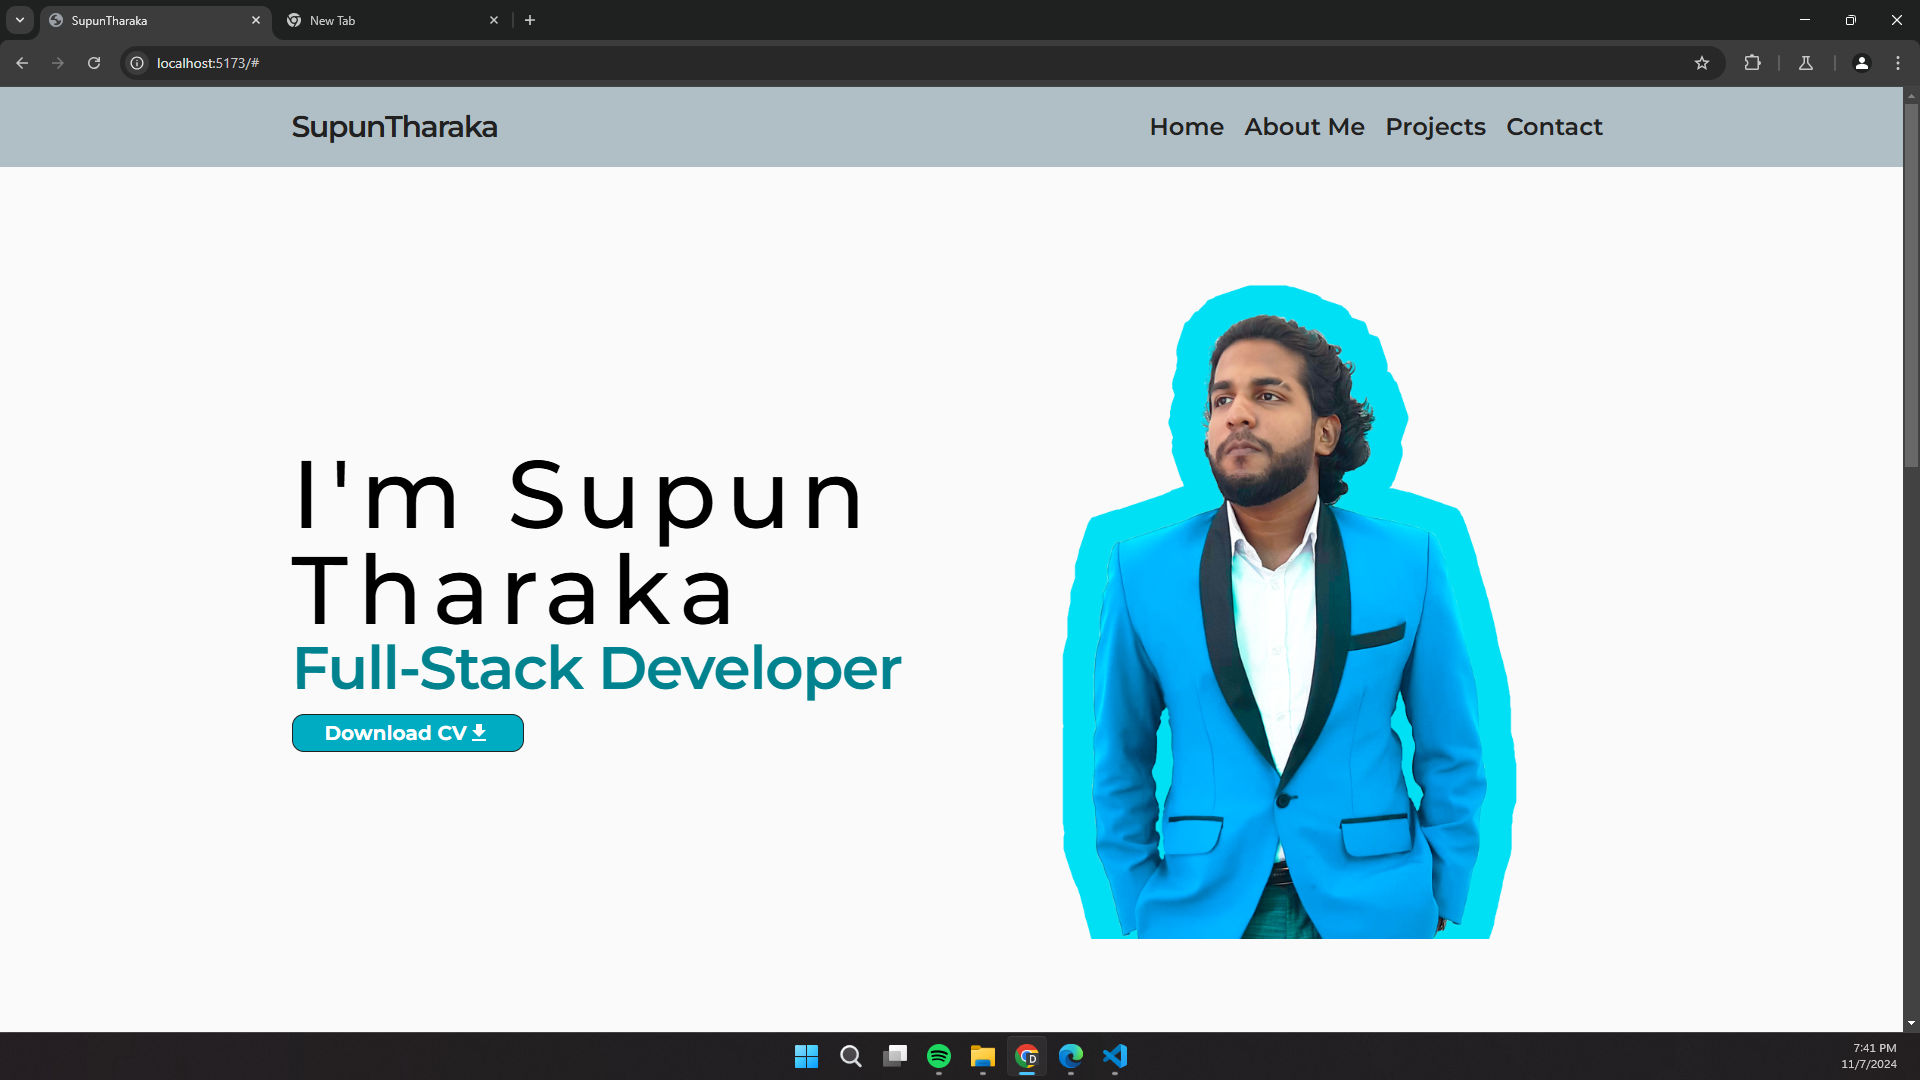 SupunTharaka
New Tab
localhost:5173/#
SupunTharaka
Home About Me Projects Contact
I'm Supun
Tharaka
Full-Stack Developer
Download CV
7:41 PM
11/7/2024